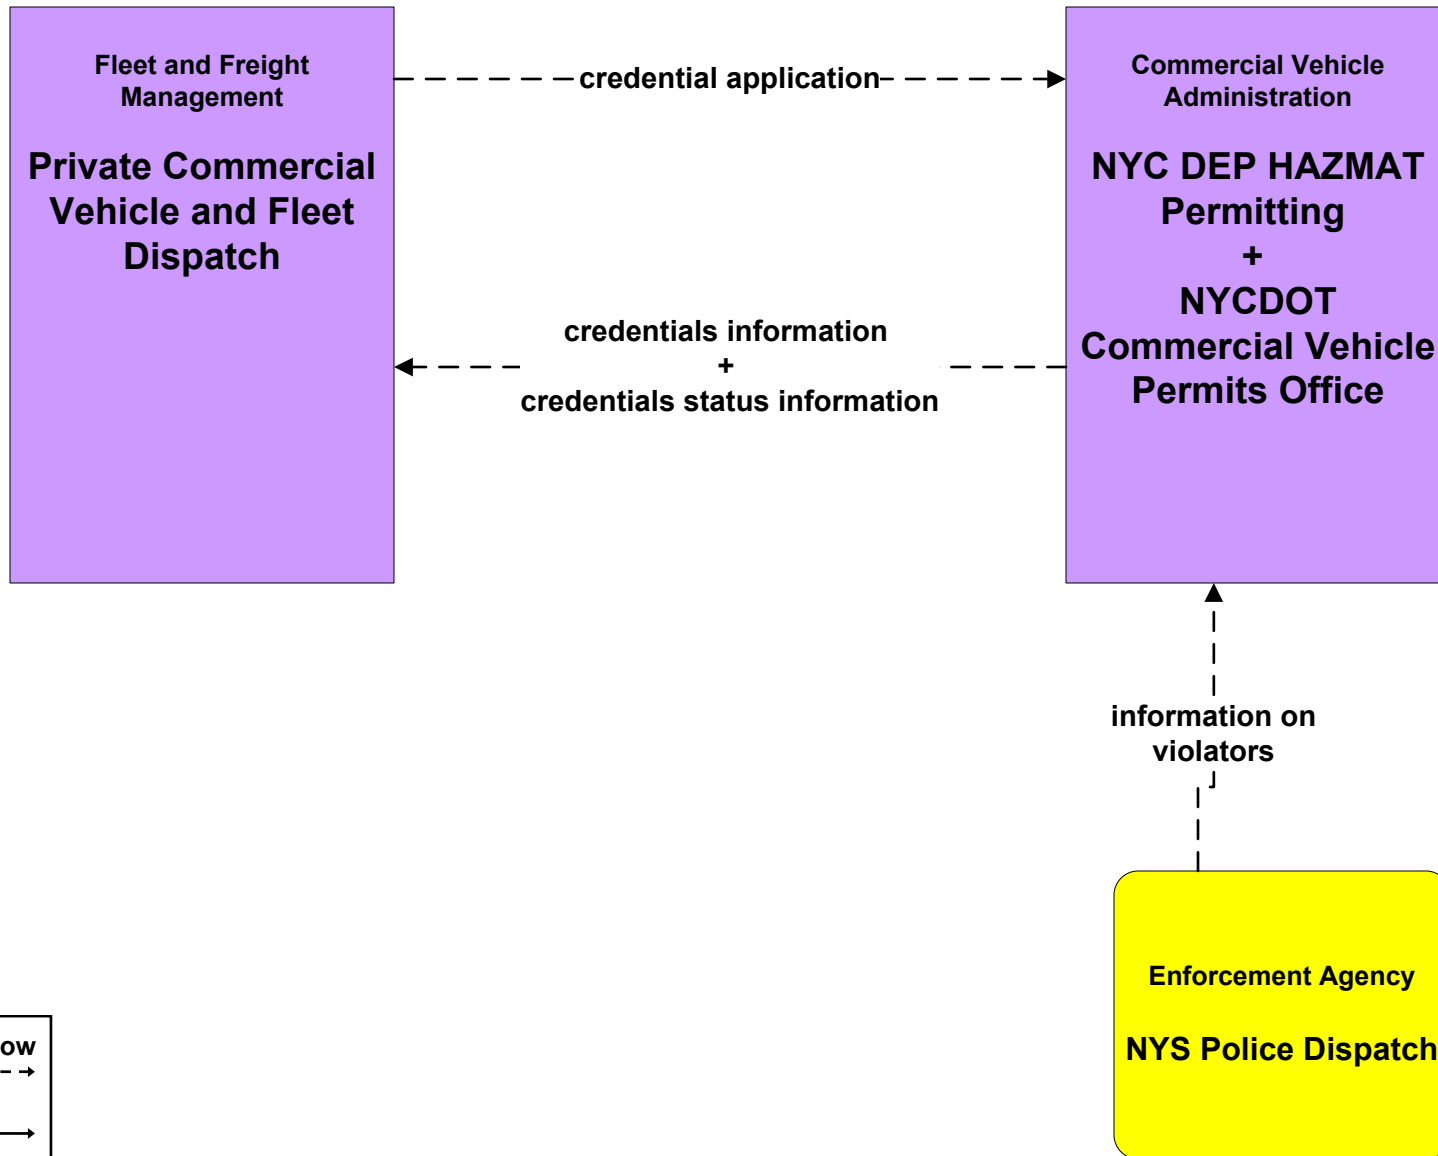 Fleet and Freight
Management
Private Commercial
Vehicle and Fleet
Dispatch
credential application
Commercial Vehicle
Administration
NYC DEP HAZMAT
Permitting
+
NYCDOT
Commercial Vehicle
Permits Office
credentials information
+
credentials status information
information on
violators
Enforcement Agency
NYS Police Dispatch